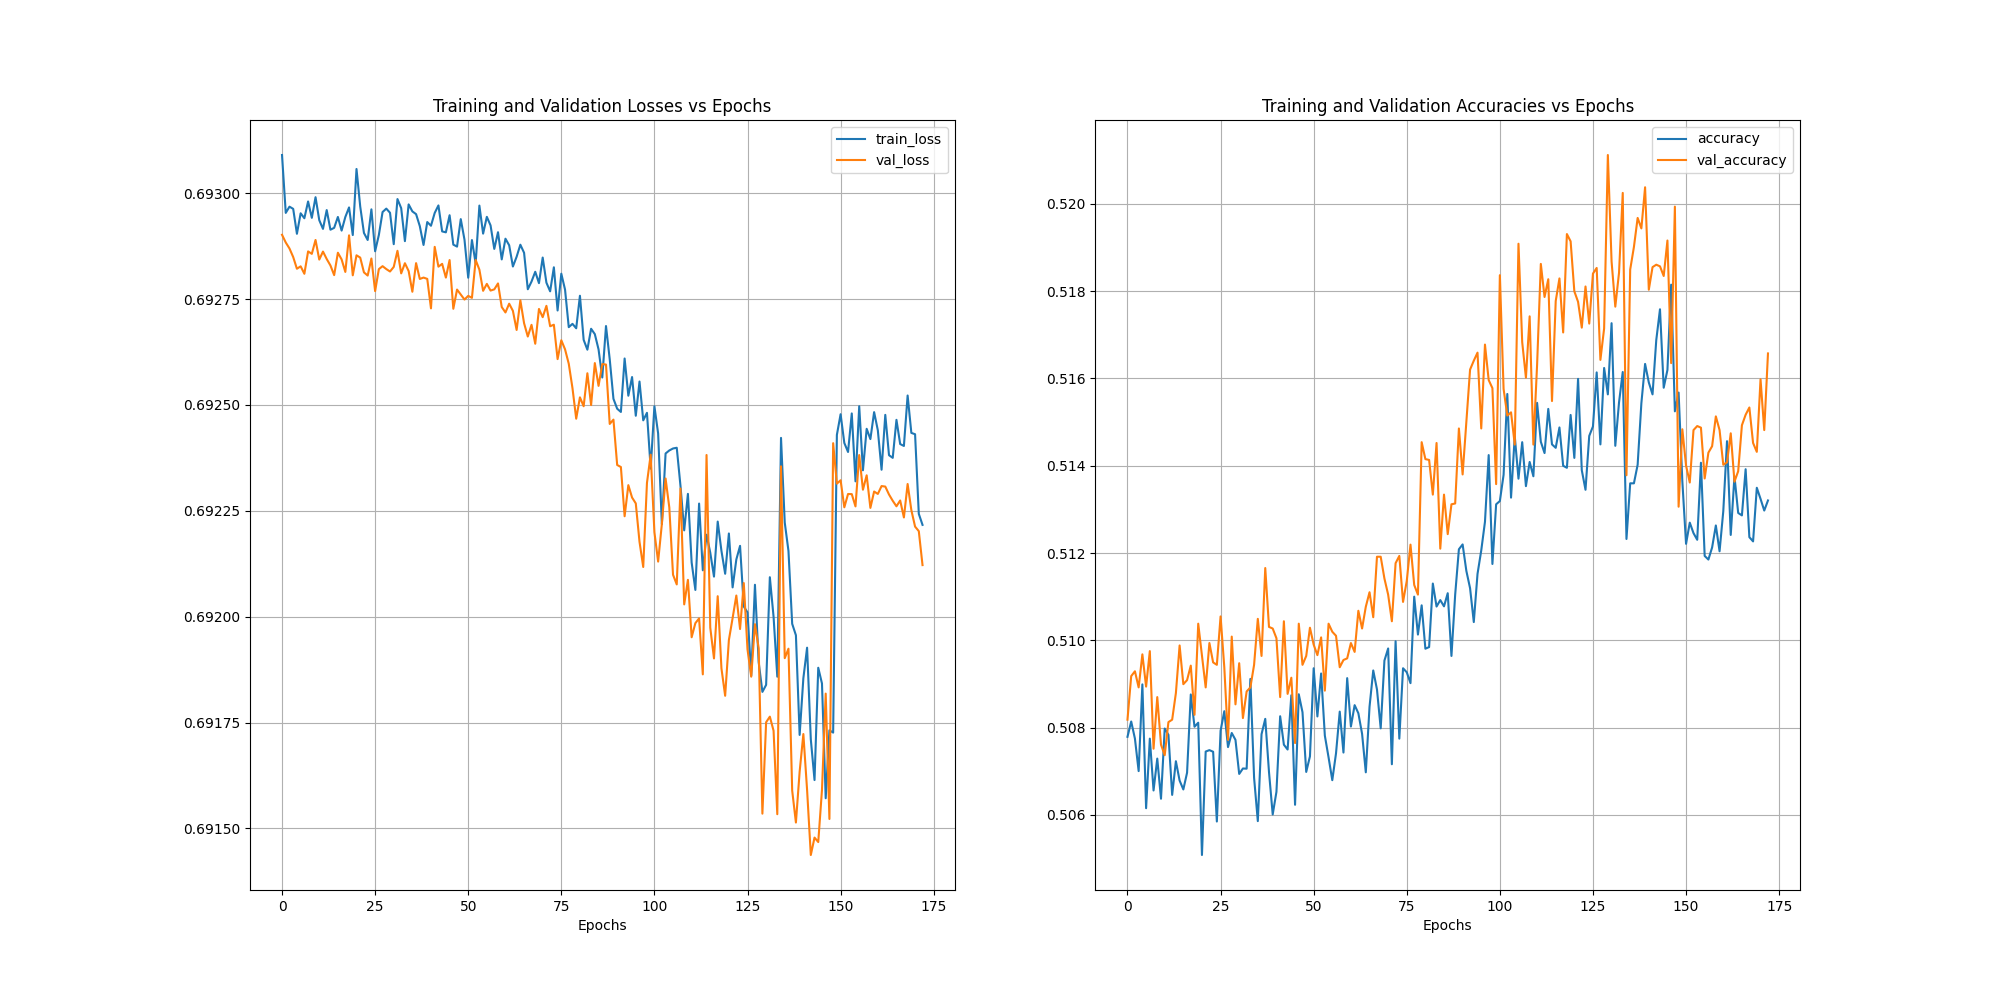 Training and Validation Losses vs Epochs
train_loss
val_loss
0.69300
0.69275
0.69250
0.69225
0.69200
0.69175
0.69150
0 25 50 75 100 125 150 175
Epochs
Training and Validation Accuracies vs Epochs
accuracy
val_accuracy
0.520
0.518
0.516
0.514
0.512
0.510
0.508
0.506
0 25 50 75 100 125 150 175
Epochs